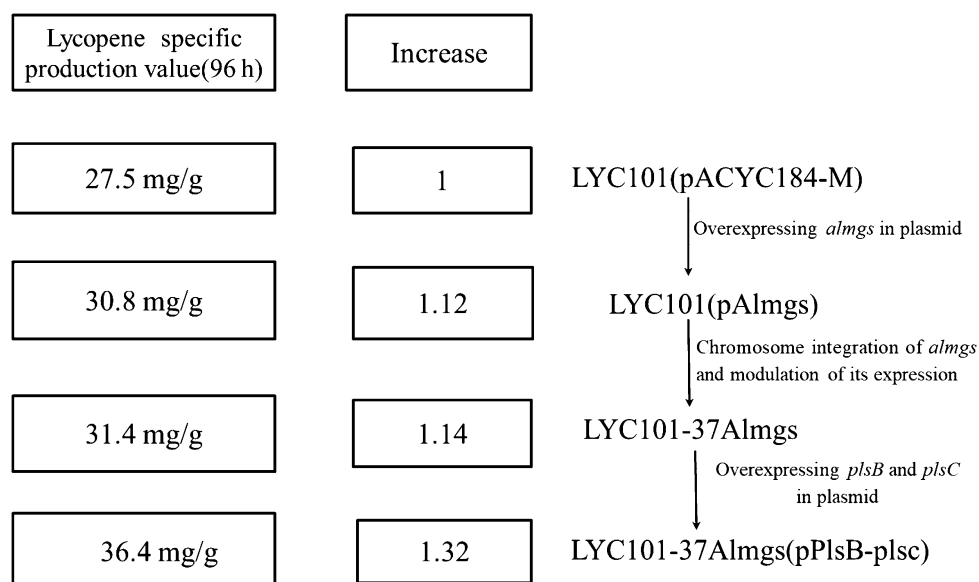 Lycopene specific
production value(96 h)
Increase
27.5 mg/g
1
LYC101(pACYC184-M)
Overexpressing almgs in plasmid
30.8 mg/g
1.12
LYC101(pAlmgs)
Chromosome integration of almgs
and modulation of its expression
31.4 mg/g
1.14
LYC101-37Almgs
Overexpressing plsB and plsC
in plasmid
36.4 mg/g
1.32
LYC101-37Almgs(pPlsB-plsc)